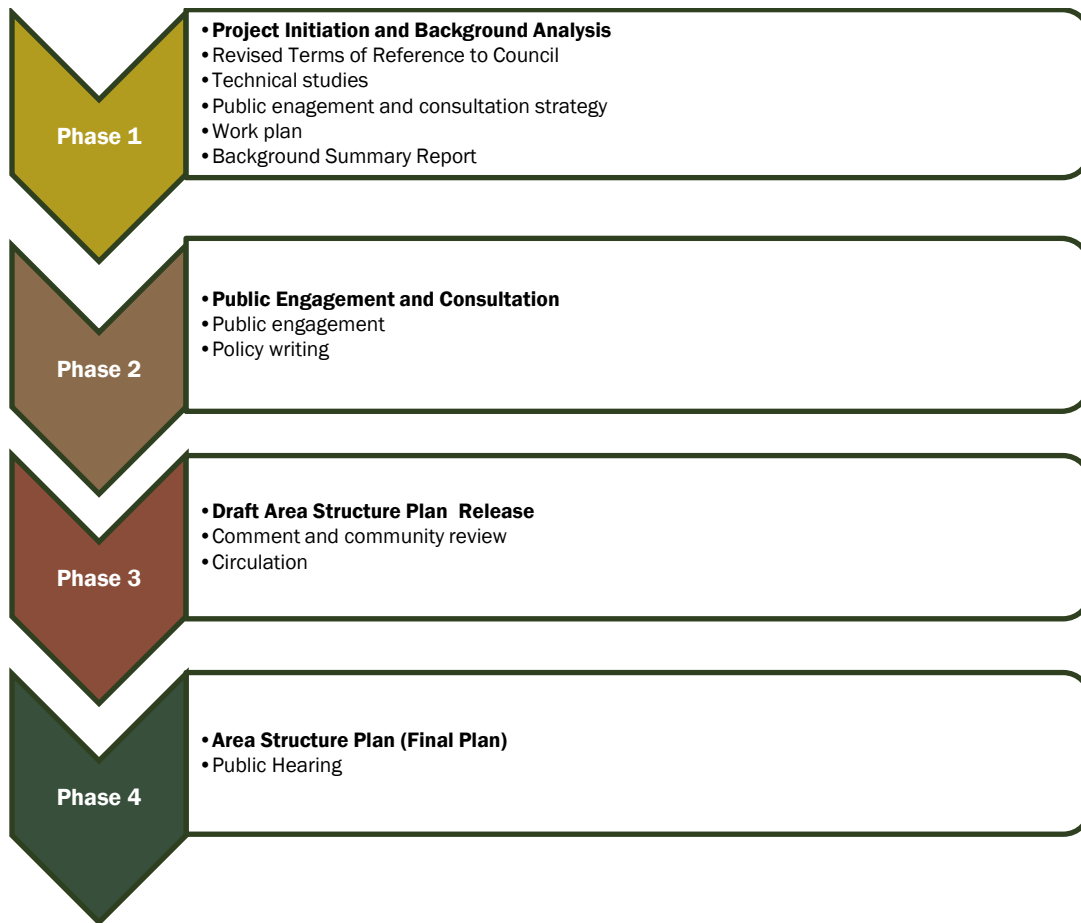 Phase 1
•Project Initiation and Background Analysis
•Revised Terms of Reference to Council
•Technical studies
•Public enagement and consultation strategy
•Work plan
•Background Summary Report
Phase 2
•Public Engagement and Consultation
•Public engagement
•Policy writing
Phase 3
•Draft Area Structure Plan Release
•Comment and community review
•Circulation
Phase 4
•Area Structure Plan (Final Plan)
•Public Hearing